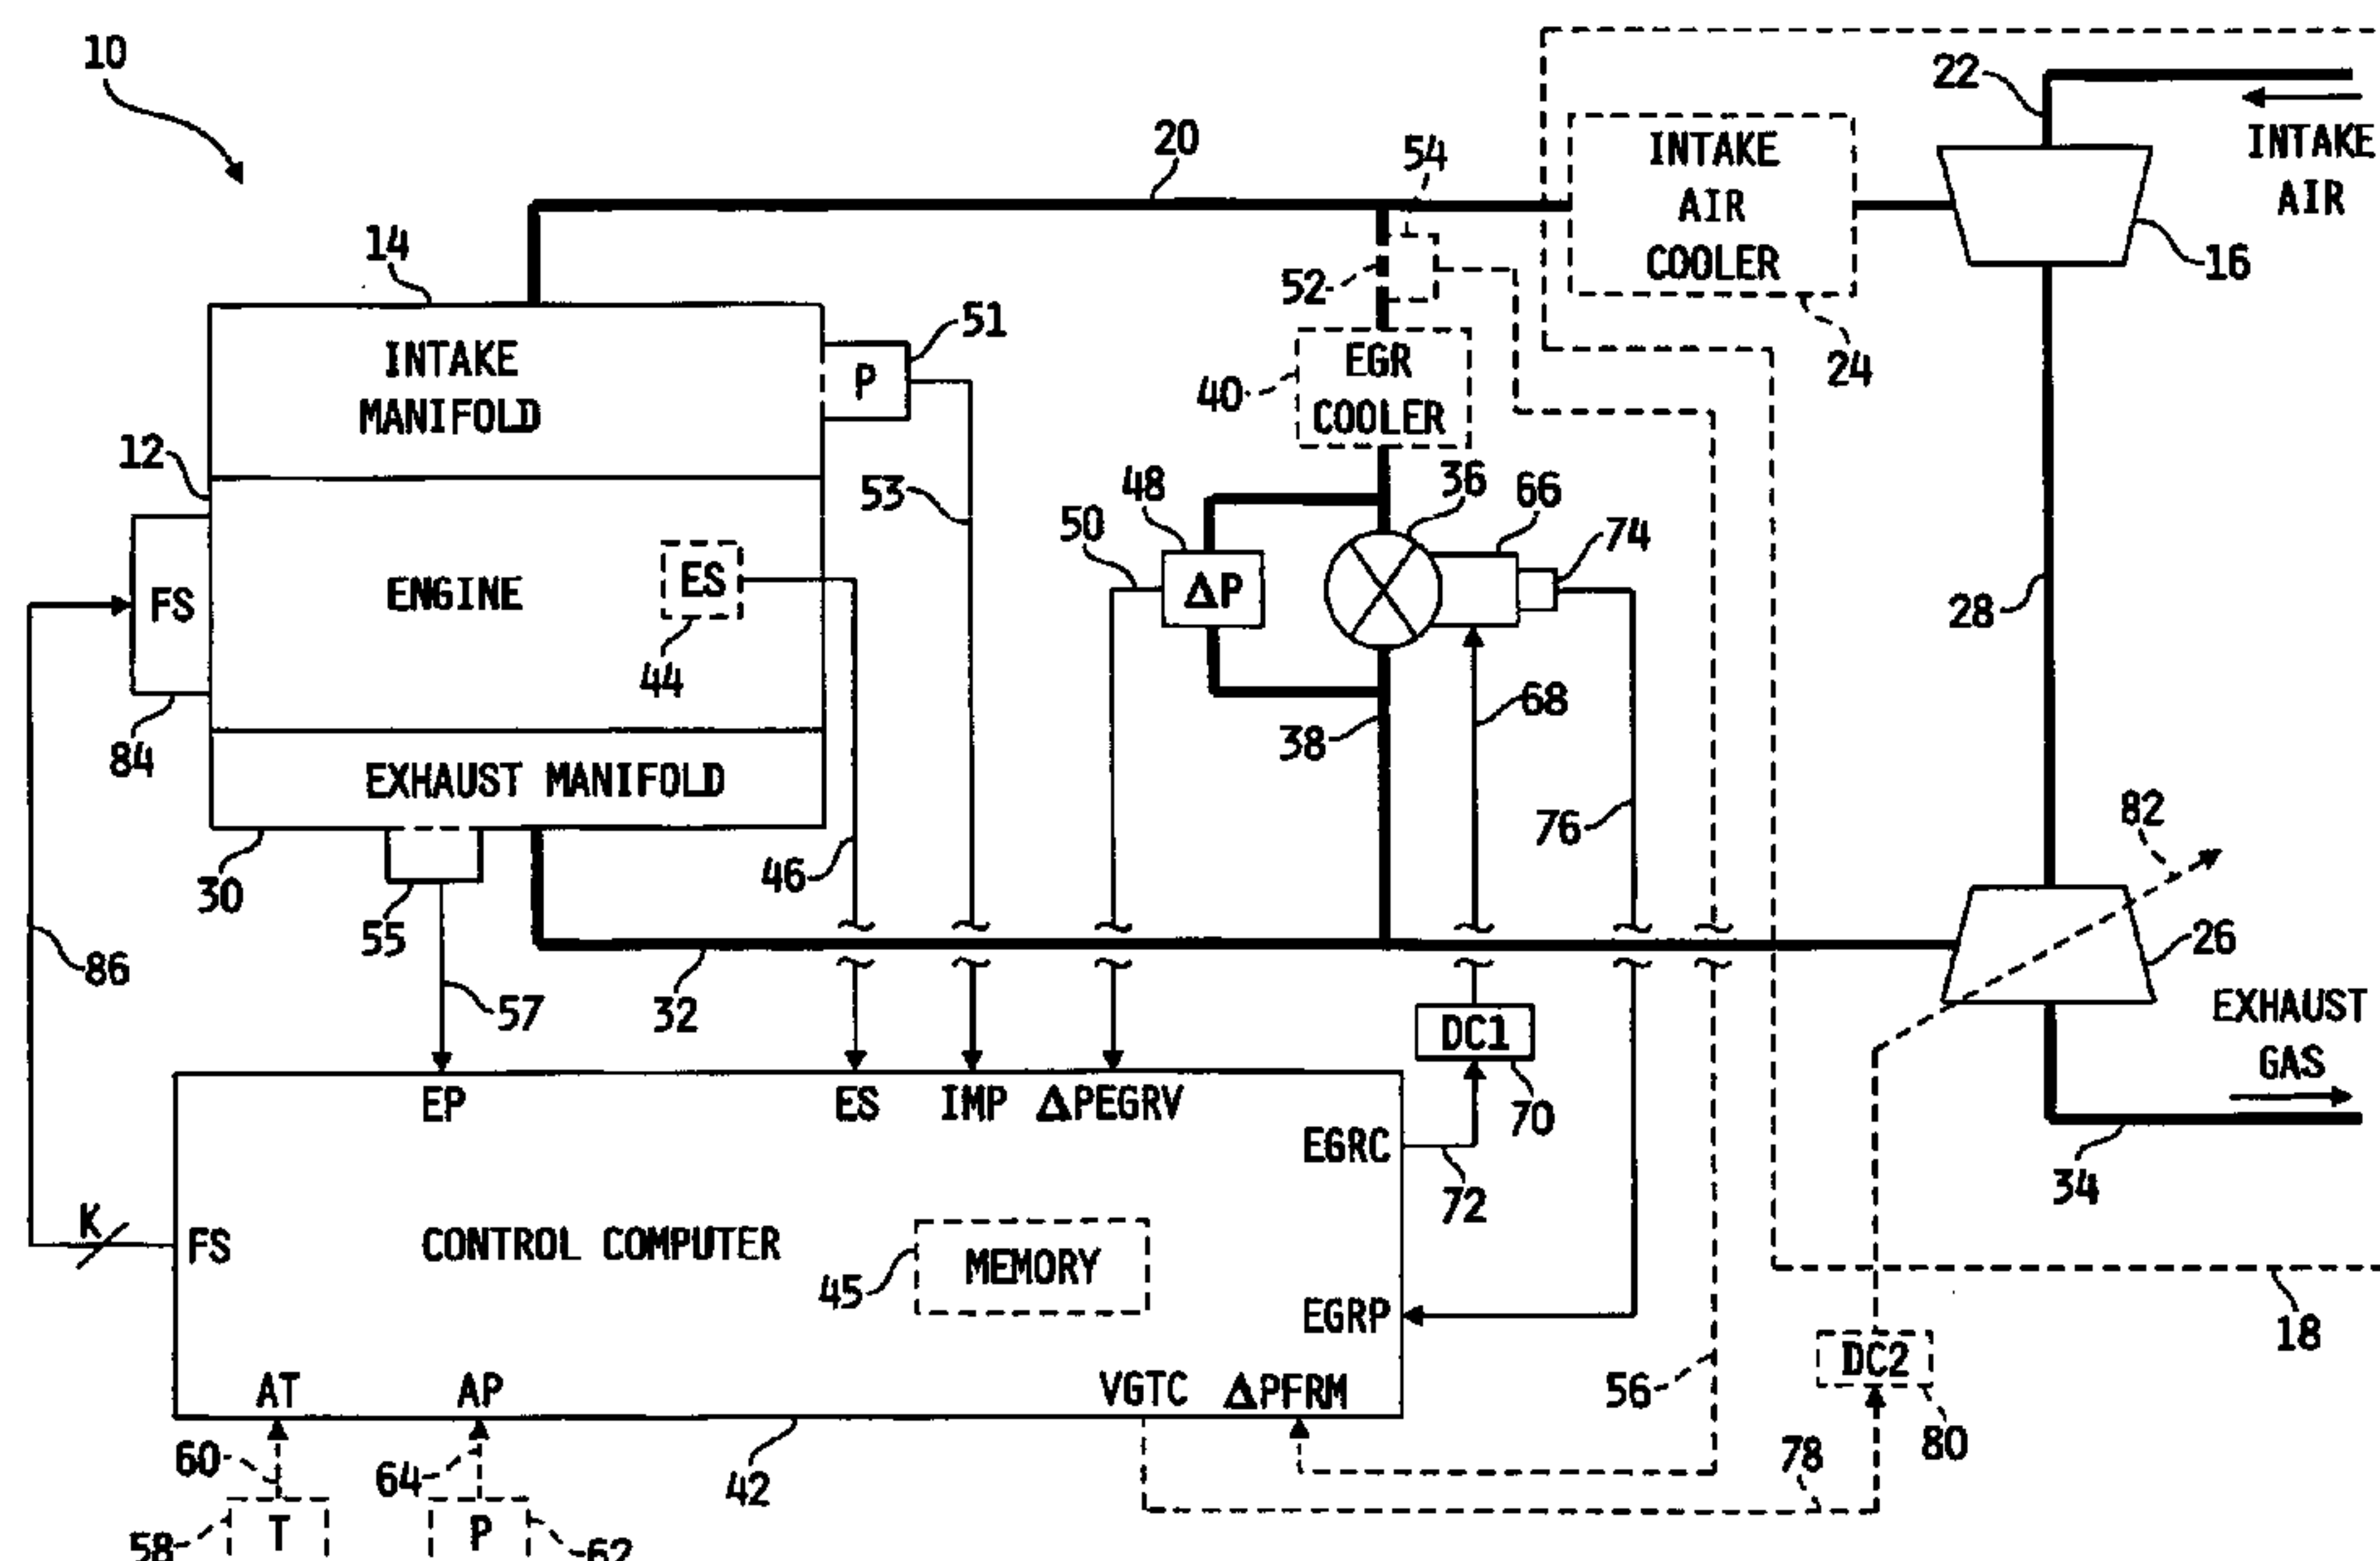 10
22
INTAKE
AIR
20
54
INTAKE
AIR
COOLER
16
14
52
24
51
INTAKE
MANIFOLD
P
EGR
COOLER
40
12
53
48
36
66
50
74
FS
ENGINE
ES
ΔP
28
44
68
84
38
EXHAUST MANIFOLD
76
82
30
46
55
86
26
57
32
EXHAUST
GAS
DC1
EP
ES
IMP
ΔPEGRV
70
EGRC
72
34
K
FS
CONTROL COMPUTER
MEMORY
45
EGRP
18
DC2
56
AT
AP
VGTC
ΔPFRM
60
64
42
78
80
58
T
P
62